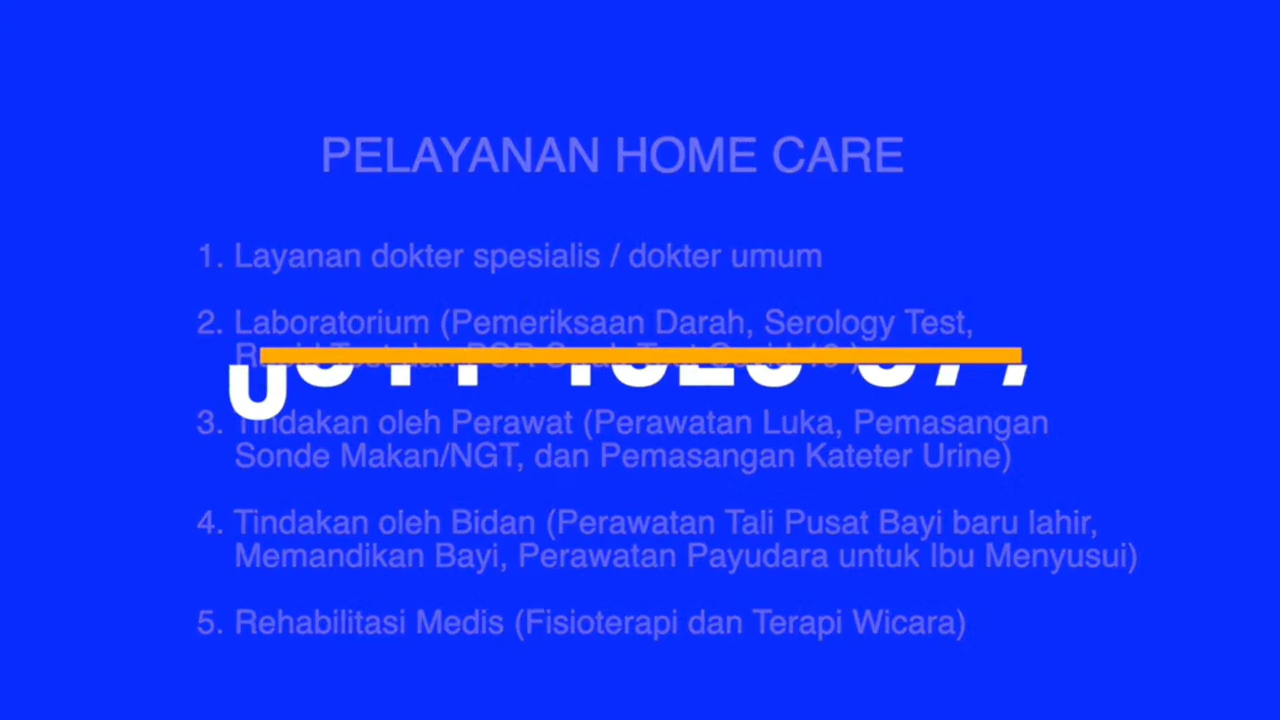 PELAYANAN HOME CARE
1. Layanan dokter spesialis / dokter umum
2. Laboratorium (Pemeriksaan Darah, Serology Test,
3. Tindakan oleh Perawat (Perawatan Luka, Pemasangan
Sonde Makan/NGT, dan Pemasangan Kateter Urine)
4. Tindakan oleh Bidan (Perawatan Tali Pusat Bayi baru lahir,
Memandikan Bayi, Perawatan Payudara untuk Ibu Menyusui)
5. Rehabilitasi Medis (Fisioterapi dan Terapi Wicara)